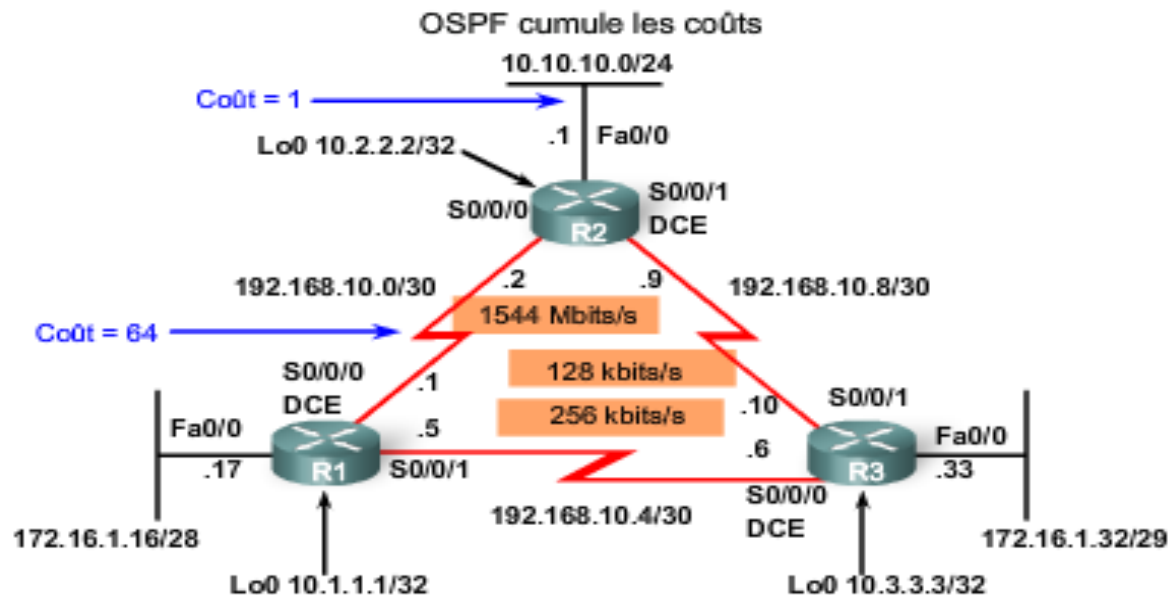 OSPF cumule les coûts
10.10.10.0/24
Coût = 1
.1 Fa0/0
Lo0 10.2.2.2/32
S0/0/0
S0/0/1
DCE
R2
192.168.10.0/30
.2
.9
192.168.10.8/30
1544 Mbits/s
Coût = 64
128 kbits/s
256 kbits/s
S0/0/0
DCE
.1
.5
.10
S0/0/1
.6
Fa0/0
.17
R1
S0/0/1
R3
Fa0/0
.33
S0/0/0
DCE
192.168.10.4/30
172.16.1.16/28
172.16.1.32/29
Lo0 10.1.1.1/32
Lo0 10.3.3.3/32